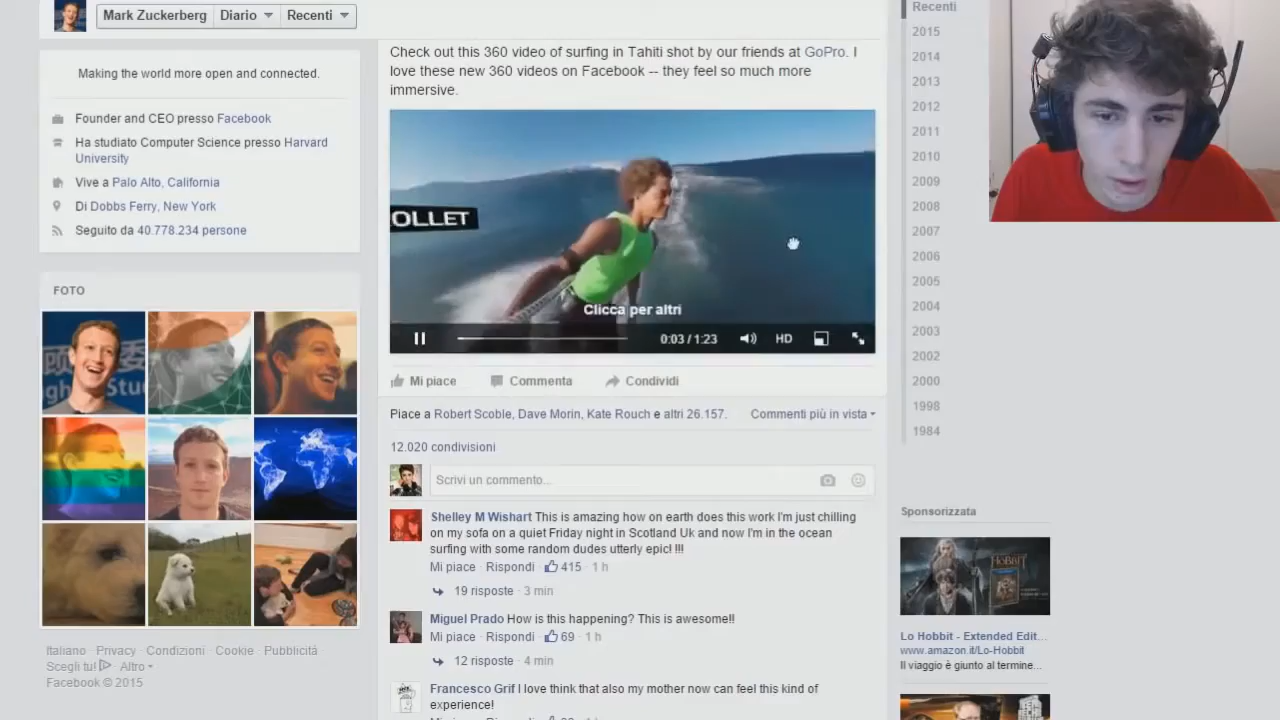 Mark Zuckerberg Diario Recenti
Making the world more open and connected.
Founder and CEO presso Facebook
Ha studiato Computer Science presso Harvard
University
Vive a Palo Alto, California
Di Dobbs Ferry, New York
Seguito da 40.778.234 persone
FOTO
Italiano · Privacy · Condizioni · Cookie · Pubblicità ·
Scegli tu! · Altro
Facebook © 2015
Check out this 360 video of surfing in Tahiti shot by our friends at GoPro. I
love these new 360 videos on Facebook -- they feel so much more
immersive.
OLLET
Clicca per altri
0:03 / 1:23 HD
Mi piace Commenta Condividi
Piace a Robert Scoble, Dave Morin, Kate Rouch e altri 26.157. Commenti più in vista
12.020 condivisioni
Scrivi un commento...
Shelley M Wishart This is amazing how on earth does this work I'm just chilling
on my sofa on a quiet Friday night in Scotland Uk and now I'm in the ocean
surfing with some random dudes utterly epic! !!!
Mi piace · Rispondi · 415 · 1 h
19 risposte · 3 min
Miguel Prado How is this happening? This is awesome!!
Mi piace · Rispondi · 69 · 1 h
12 risposte · 4 min
Francesco Grif I love think that also my mother now can feel this kind of
experience!
Recenti
2015
2014
2013
2012
2011
2010
2009
2008
2007
2006
2005
2004
2003
2002
2000
1998
1984
Sponsorizzata
HOBBIT
Lo Hobbit - Extended Edit...
www.amazon.it/Lo-Hobbit
Il viaggio è giunto al termine...